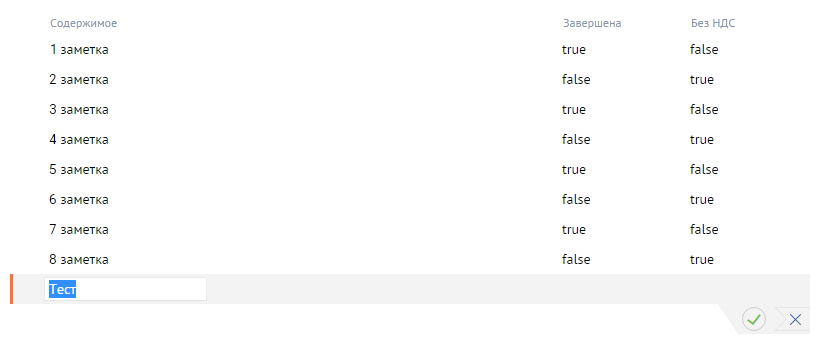 Содержимое Завершена Без НДС
1 заметка true false
2 заметка false true
3 заметка true false
4 заметка false true
5 заметка true false
6 заметка false true
7 заметка true false
8 заметка false true
Тест